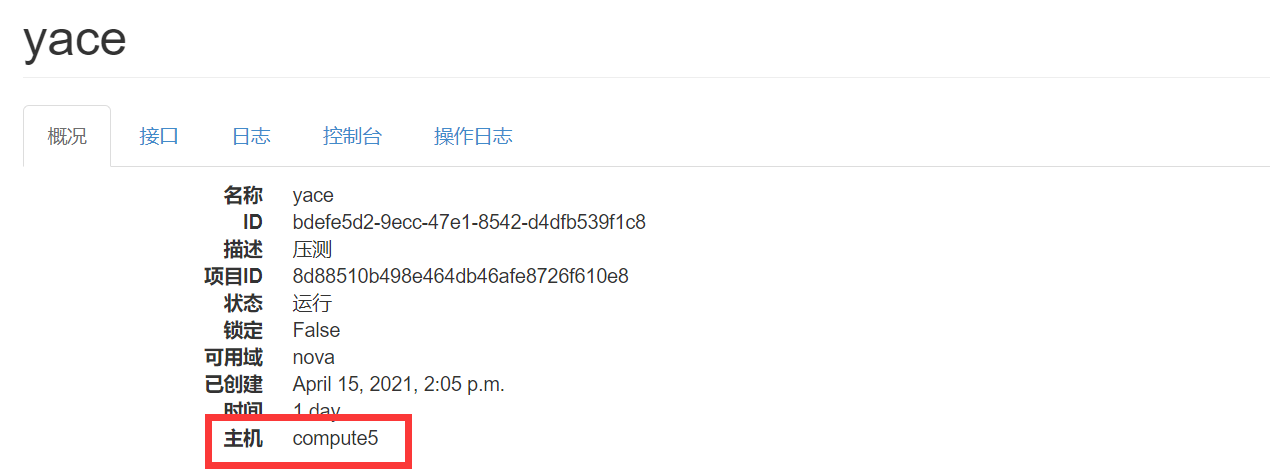 yace
概况 接口 日志 控制台 操作日志
名称 yace
ID bdefe5d2-9ecc-47e1-8542-d4dfb539f1c8
描述 压测
项目ID 8d88510b498e464db46afe8726f610e8
状态 运行
锁定 False
可用域 nova
已创建 April 15, 2021, 2:05 p.m.
时间 1 day
主机 compute5